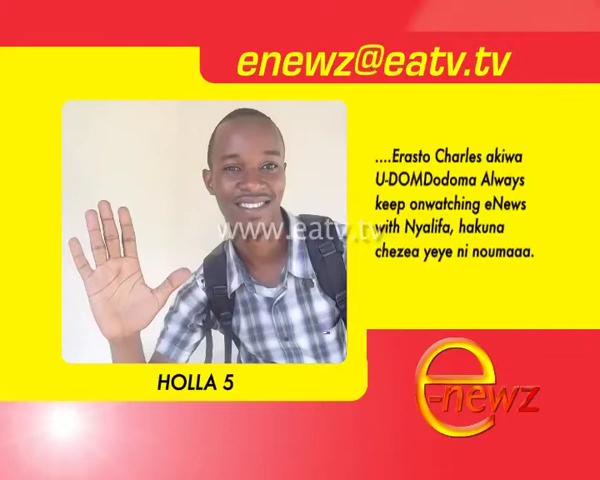 enewz@eatv.tv
....Erasto Charles akiwa
U-DOMDodoma Always
keep onwatching eNews
with Nyalifa, hakuna
chezea yeye ni noumaaa.
www.eatv.tv
HOLLA 5
e-newz